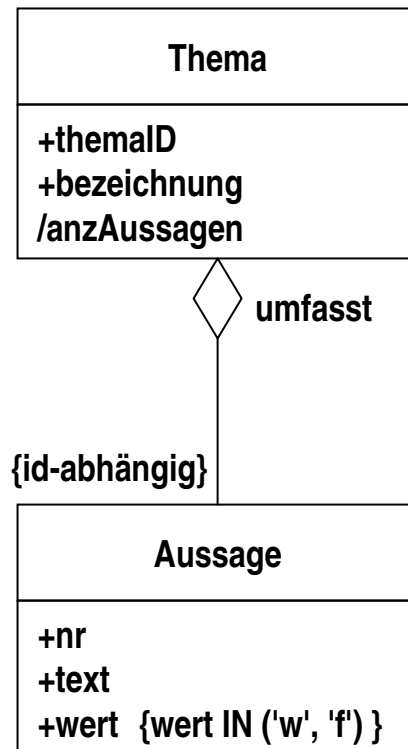 Thema
+themaID
+bezeichnung
/anzAussagen
umfasst
{id-abhängig}
Aussage
+nr
+text
+wert {wert IN ('w', 'f') }